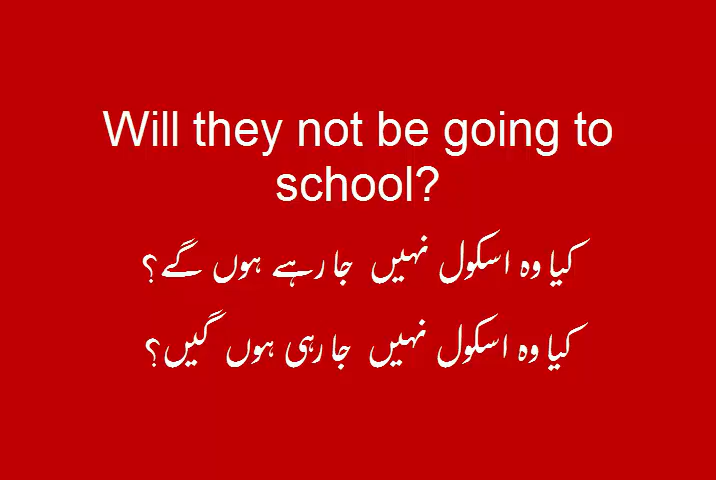 Will they not be going to
school?
کیا وہ اسکول نہیں جا رہے ہوں گے؟
کیا وہ اسکول نہیں جا رہی ہوں گیں؟